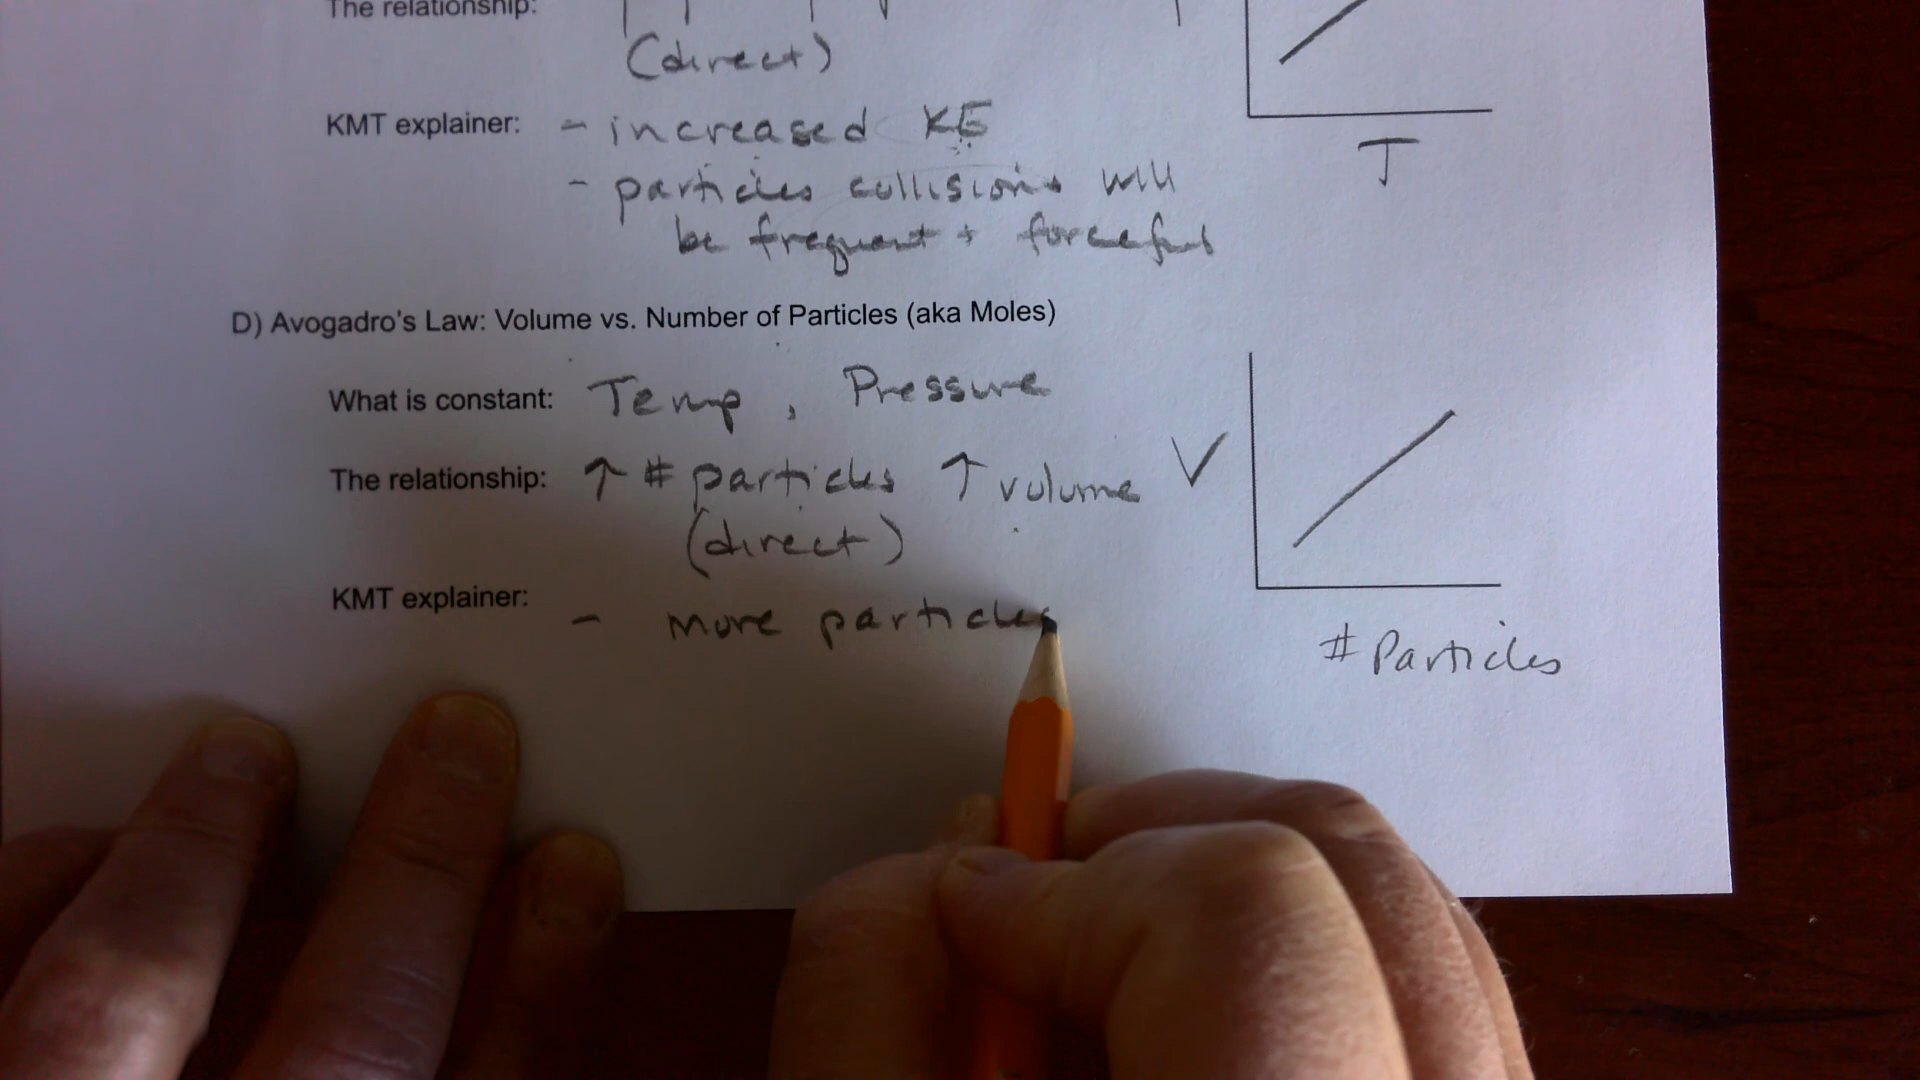 The relationship:
(direct)
KMT explainer: - increased KE
- particles collisions will
be frequent + forceful
T
D) Avogadro's Law: Volume vs. Number of Particles (aka Moles)
What is constant: Temp, Pressure
The relationship: ↑ # particles ↑ volume
(direct)
V
KMT explainer: - more particles
# Particles